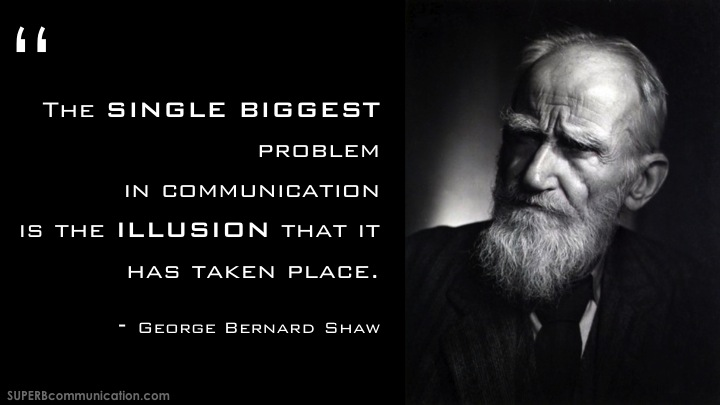 “
The SINGLE BIGGEST
problem
in communication
is the ILLUSION that it
has taken place.
- George Bernard Shaw
SUPERBcommunication.com